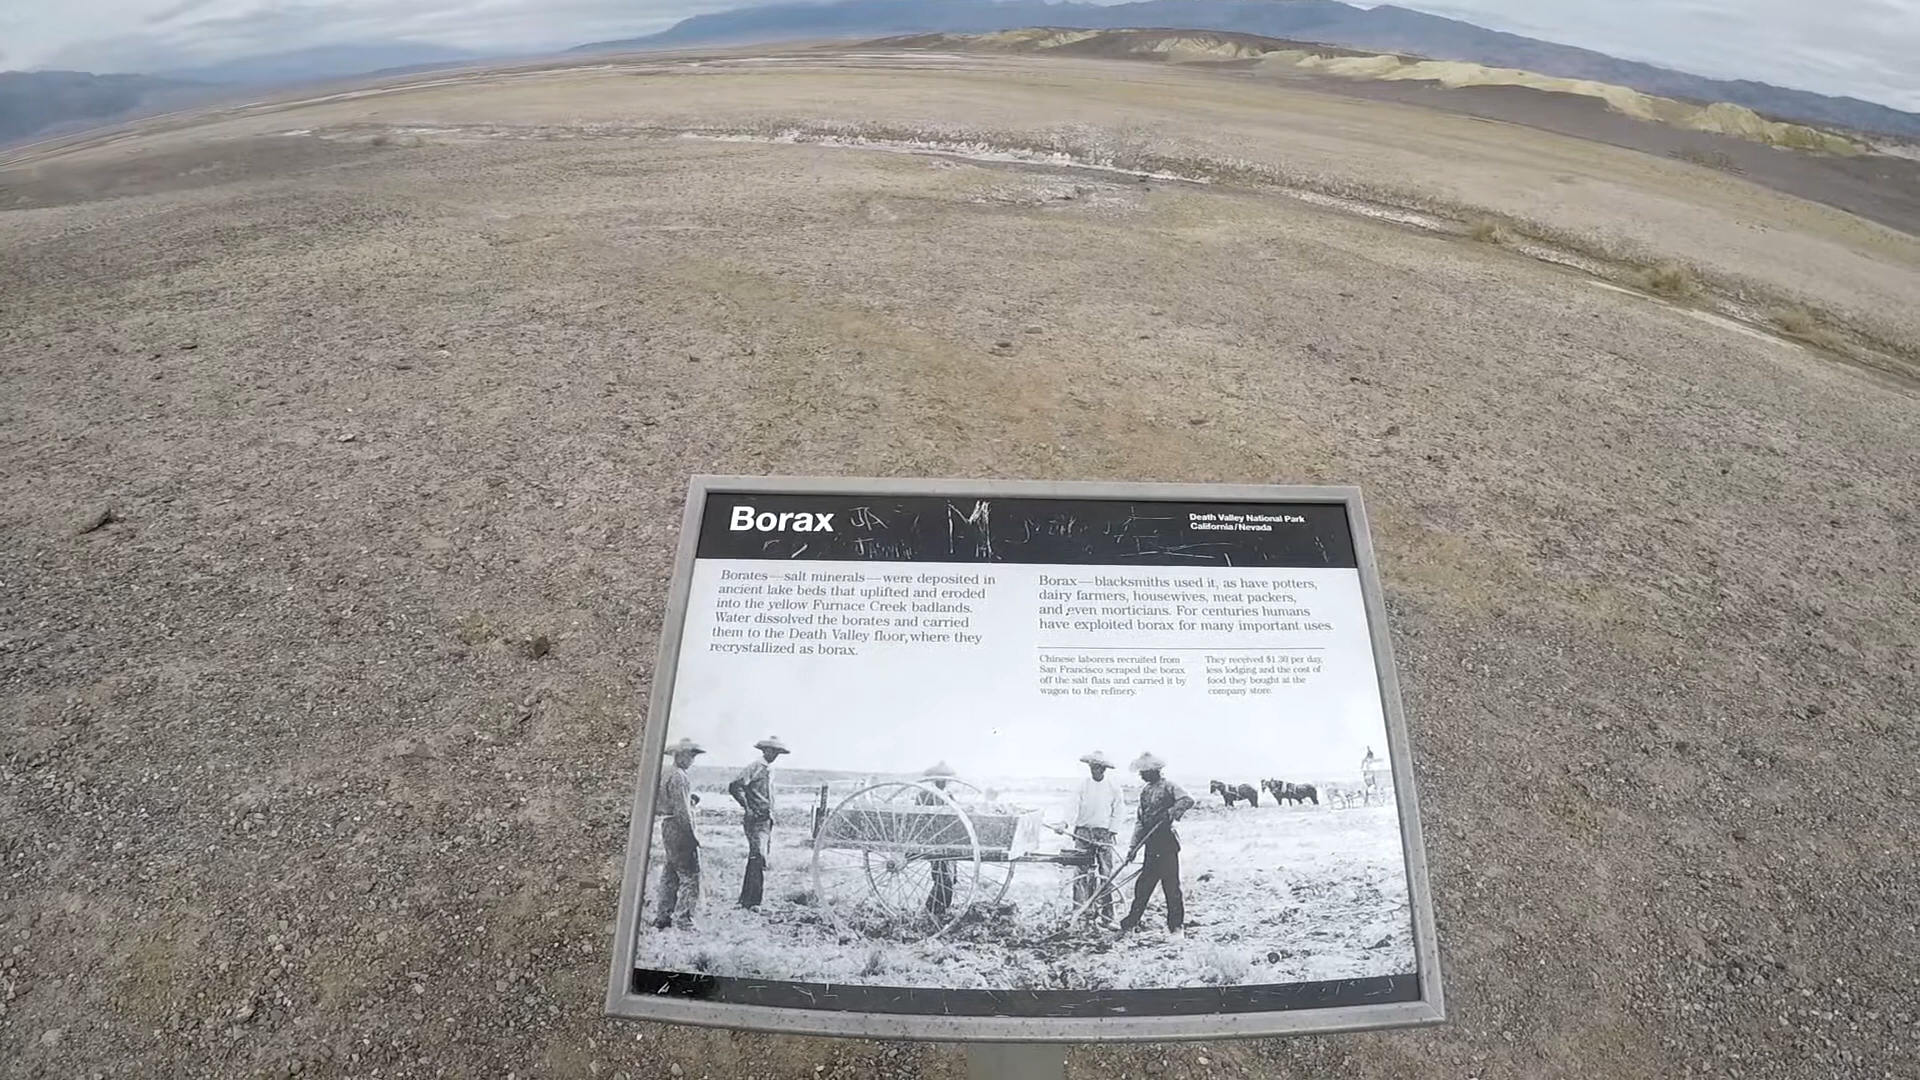 Borax
JA
M
Death Valley National Park
California/Nevada
Borates—salt minerals—were deposited in
ancient lake beds that uplifted and eroded
into the yellow Furnace Creek badlands.
Water dissolved the borates and carried
them to the Death Valley floor, where they
recrystallized as borax.
Borax—blacksmiths used it, as have potters,
dairy farmers, housewives, meat packers,
and even morticians. For centuries humans
have exploited borax for many important uses.
Chinese laborers recruited from
San Francisco scraped the borax
off the salt flats and carried it by
wagon to the refinery.
They received $1.30 per day,
less lodging and the cost of
food they bought at the
company store.